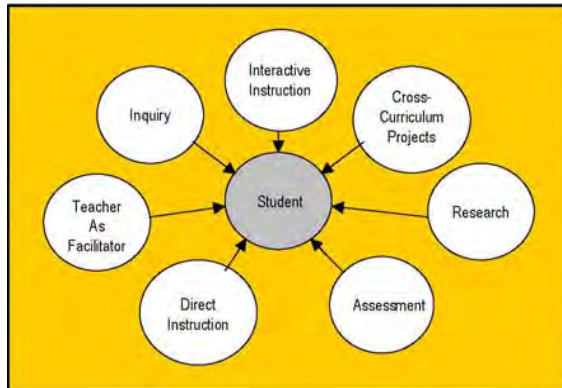 Interactive
Instruction
Cross-
Curriculum
Projects
Inquiry
Student
Teacher
As
Facilitator
Research
Direct
Instruction
Assessment